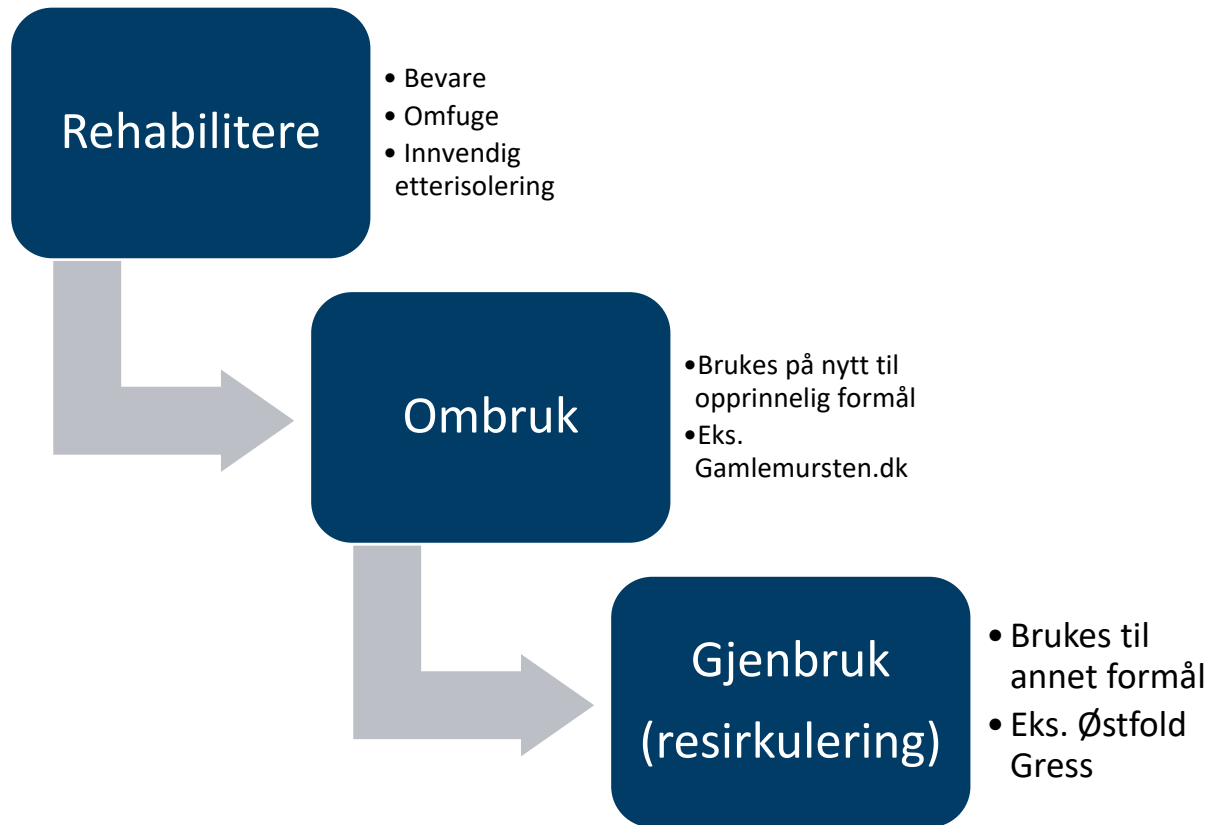 Rehabilitere
• Bevare
• Omfuge
• Innvendig
etterisolering
Ombruk
•Brukes på nytt til
opprinnelig formål
•Eks.
Gamlemursten.dk
Gjenbruk
(resirkulering)
• Brukes til
annet formål
• Eks. Østfold
Gress